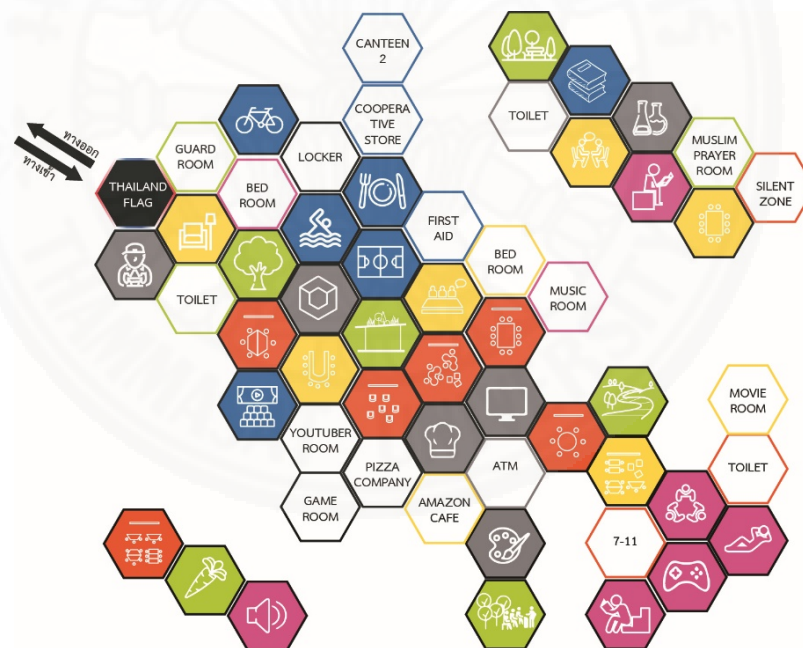 CANTEEN
2
COOPERA
TIVE
STORE
ทางออก
ทางเข้า
GUARD
ROOM
LOCKER
THAILAND
FLAG
BED
ROOM
FIRST
AID
TOILET
BED
ROOM
MUSIC
ROOM
TOILET
MUSLIM
PRAYER
ROOM
SILENT
ZONE
YOUTUBER
ROOM
PIZZA
COMPANY
ATM
GAME
ROOM
AMAZON
CAFE
MOVIE
ROOM
TOILET
7-11